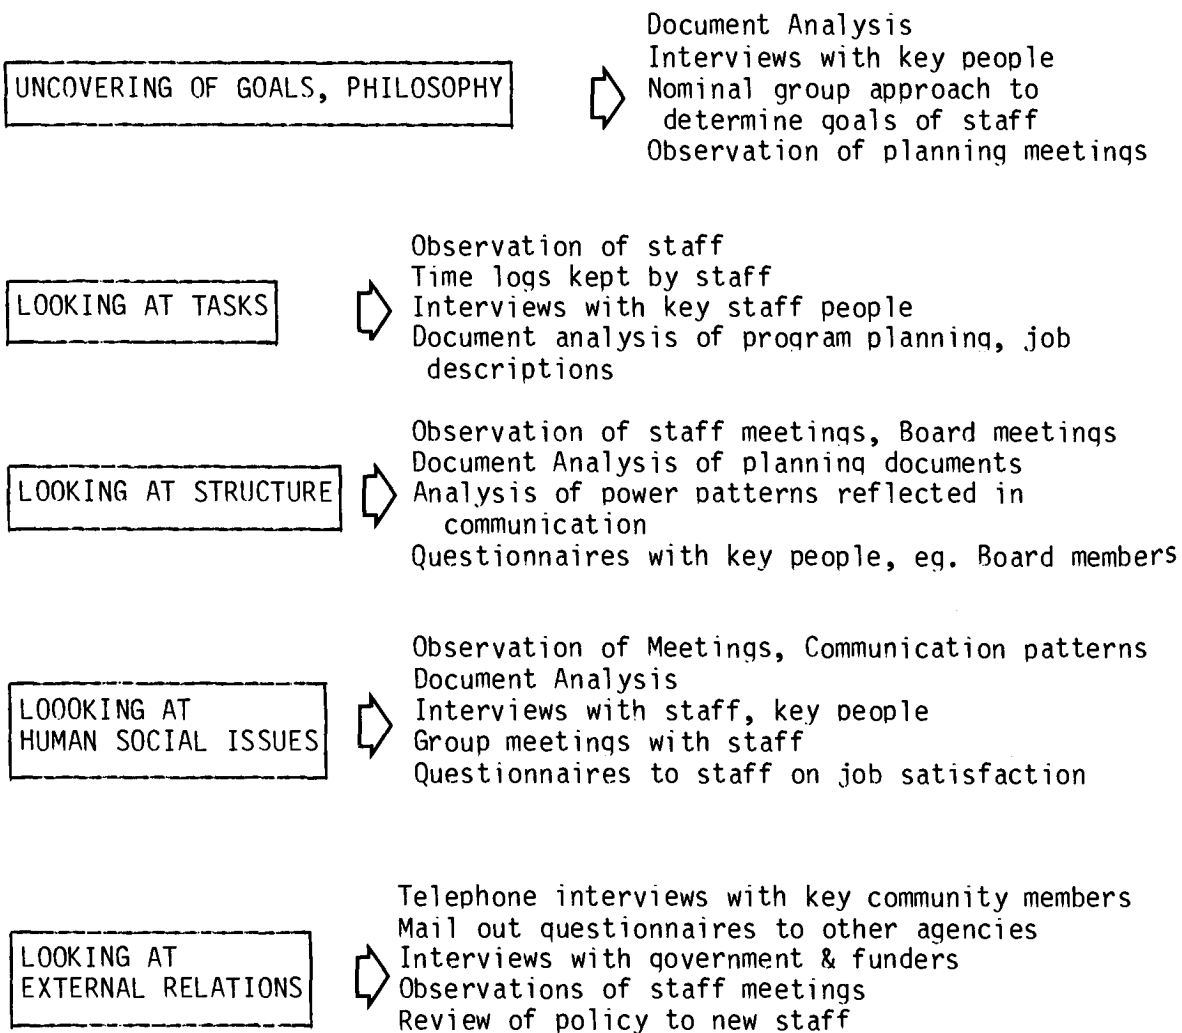 Document Analysis
Interviews with key people
UNCOVERING OF GOALS, PHILOSOPHY
Nominal group approach to
determine goals of staff
Observation of planning meetings
Observation of staff
Time logs kept by staff
LOOKING AT TASKS
Interviews with key staff people
Document analysis of program planning, job
descriptions
Observation of staff meetings, Board meetings
Document Analysis of planning documents
LOOKING AT STRUCTURE
Analysis of power patterns reflected in
communication
Questionnaires with key people, eg. Board members
Observation of Meetings, Communication patterns
Document Analysis
LOOOKING AT
HUMAN SOCIAL ISSUES
Interviews with staff, key people
Group meetings with staff
Questionnaires to staff on job satisfaction
Telephone interviews with key community members
Mail out questionnaires to other agencies
LOOKING AT
EXTERNAL RELATIONS
Interviews with government & funders
Observations of staff meetings
Review of policy to new staff